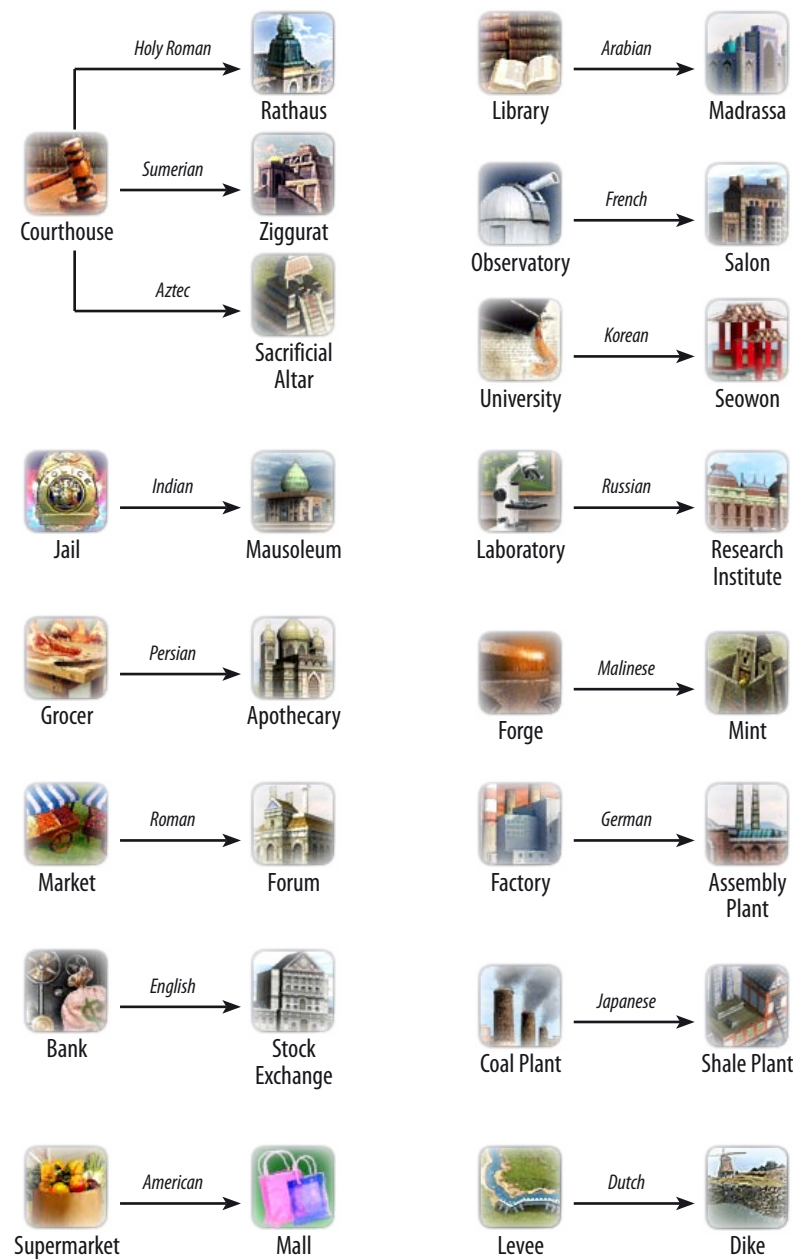 Holy Roman
Rathaus
Courthouse
Sumerian
Ziggurat
Aztec
Sacrificial
Altar
Jail
Indian
Mausoleum
Grocer
Persian
Apothecary
Market
Roman
Forum
Bank
English
Stock
Exchange
Supermarket
American
Mall
Library
Arabian
Madrassa
Observatory
French
Salon
University
Korean
Seowon
Laboratory
Russian
Research
Institute
Forge
Malinese
Mint
Factory
German
Assembly
Plant
Coal Plant
Japanese
Shale Plant
Levee
Dutch
Dike